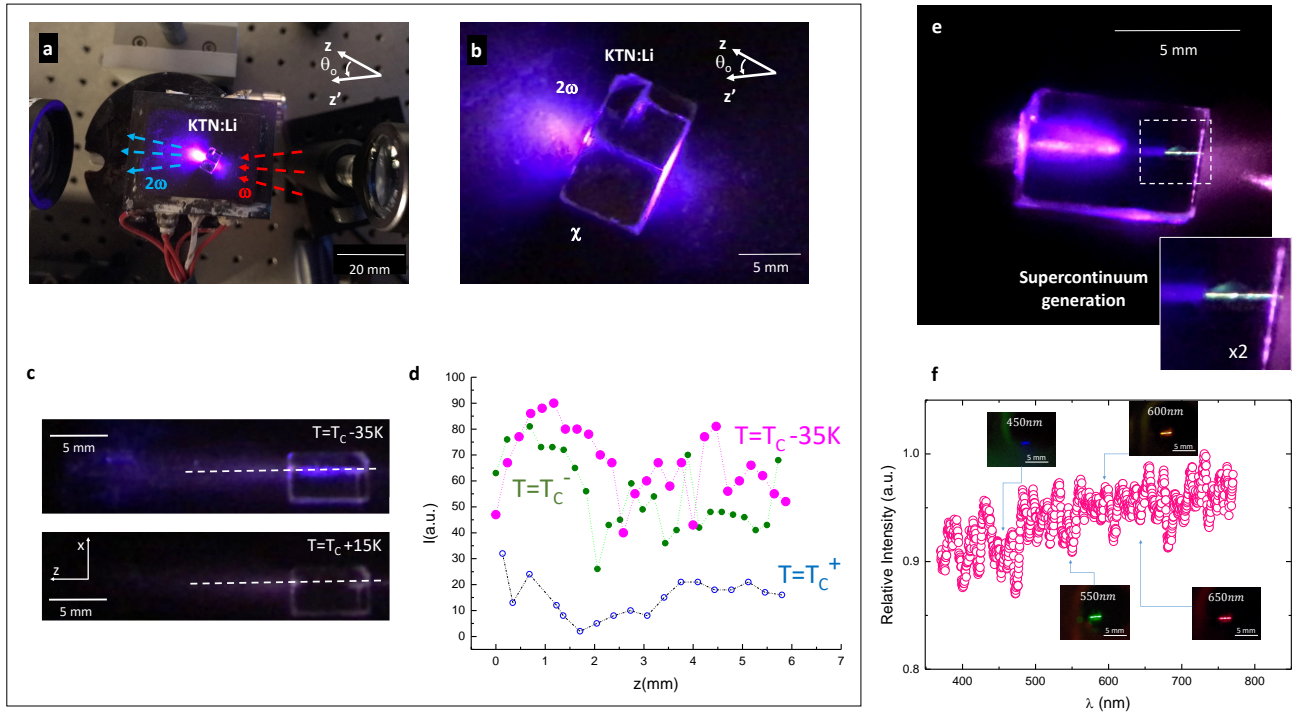 a
z
θo
z'
KTN:Li
2ω
ω
20 mm
b
z
θo
z'
KTN:Li
2ω
χ
5 mm
c
5 mm
T=TC-35K
T=TC+15K
x
z
5 mm
d
I(a.u.)
100
90
80
70
60
50
40
30
20
10
0
T=TC-35K
T=TC-
T=TC+
0 1 2 3 4 5 6 7
z(mm)
e
5 mm
Supercontinuum
generation
x2
f
Relative Intensity (a.u.)
1.0
0.9
0.8
450nm
5 mm
600nm
5 mm
550nm
5 mm
650nm
5 mm
400 500 600 700 800
λ (nm)